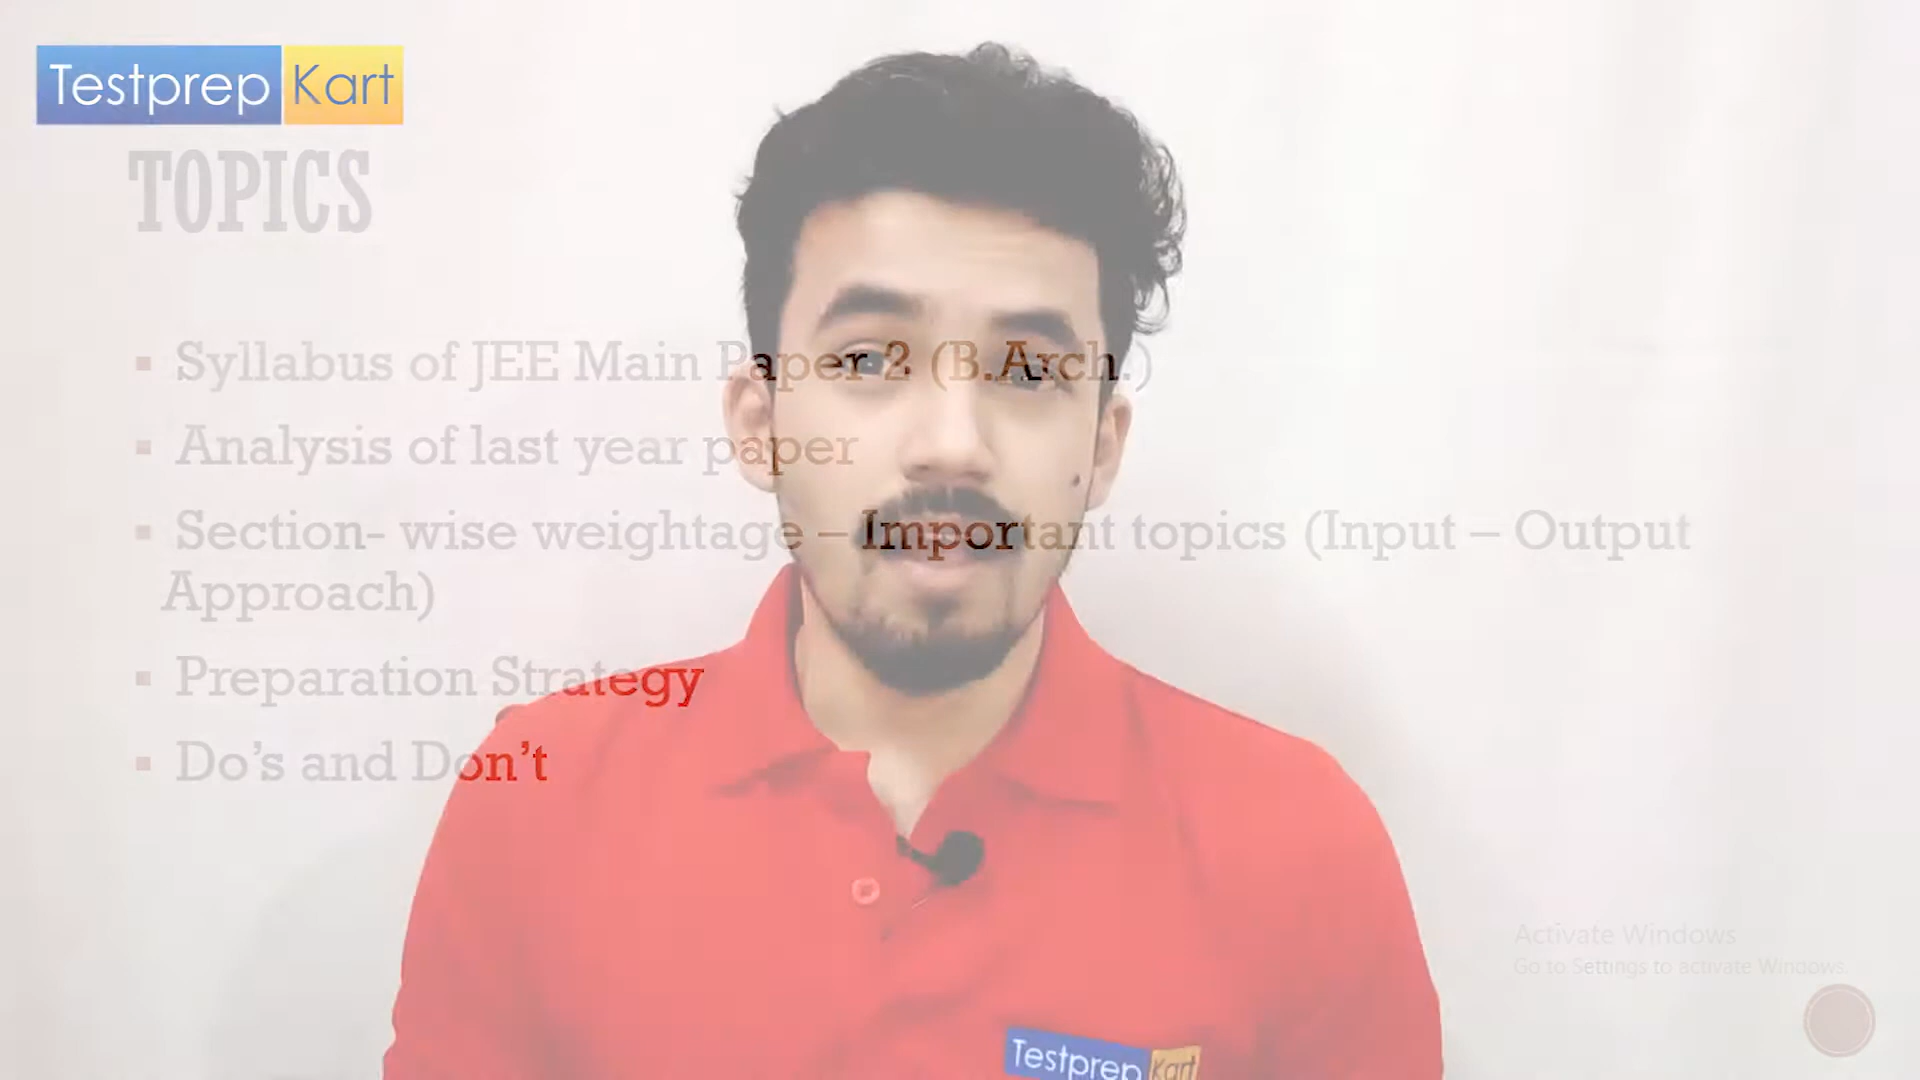 Testprep Kart
TOPICS
Syllabus of JEE Main Paper 2 (B.Arch.)
Analysis of last year paper
Section- wise weightage – Important topics (Input – Output
Approach)
Preparation Strategy
Do’s and Don’t
Activate Windows
Go to Settings to activate Windows.
Testprep Kart